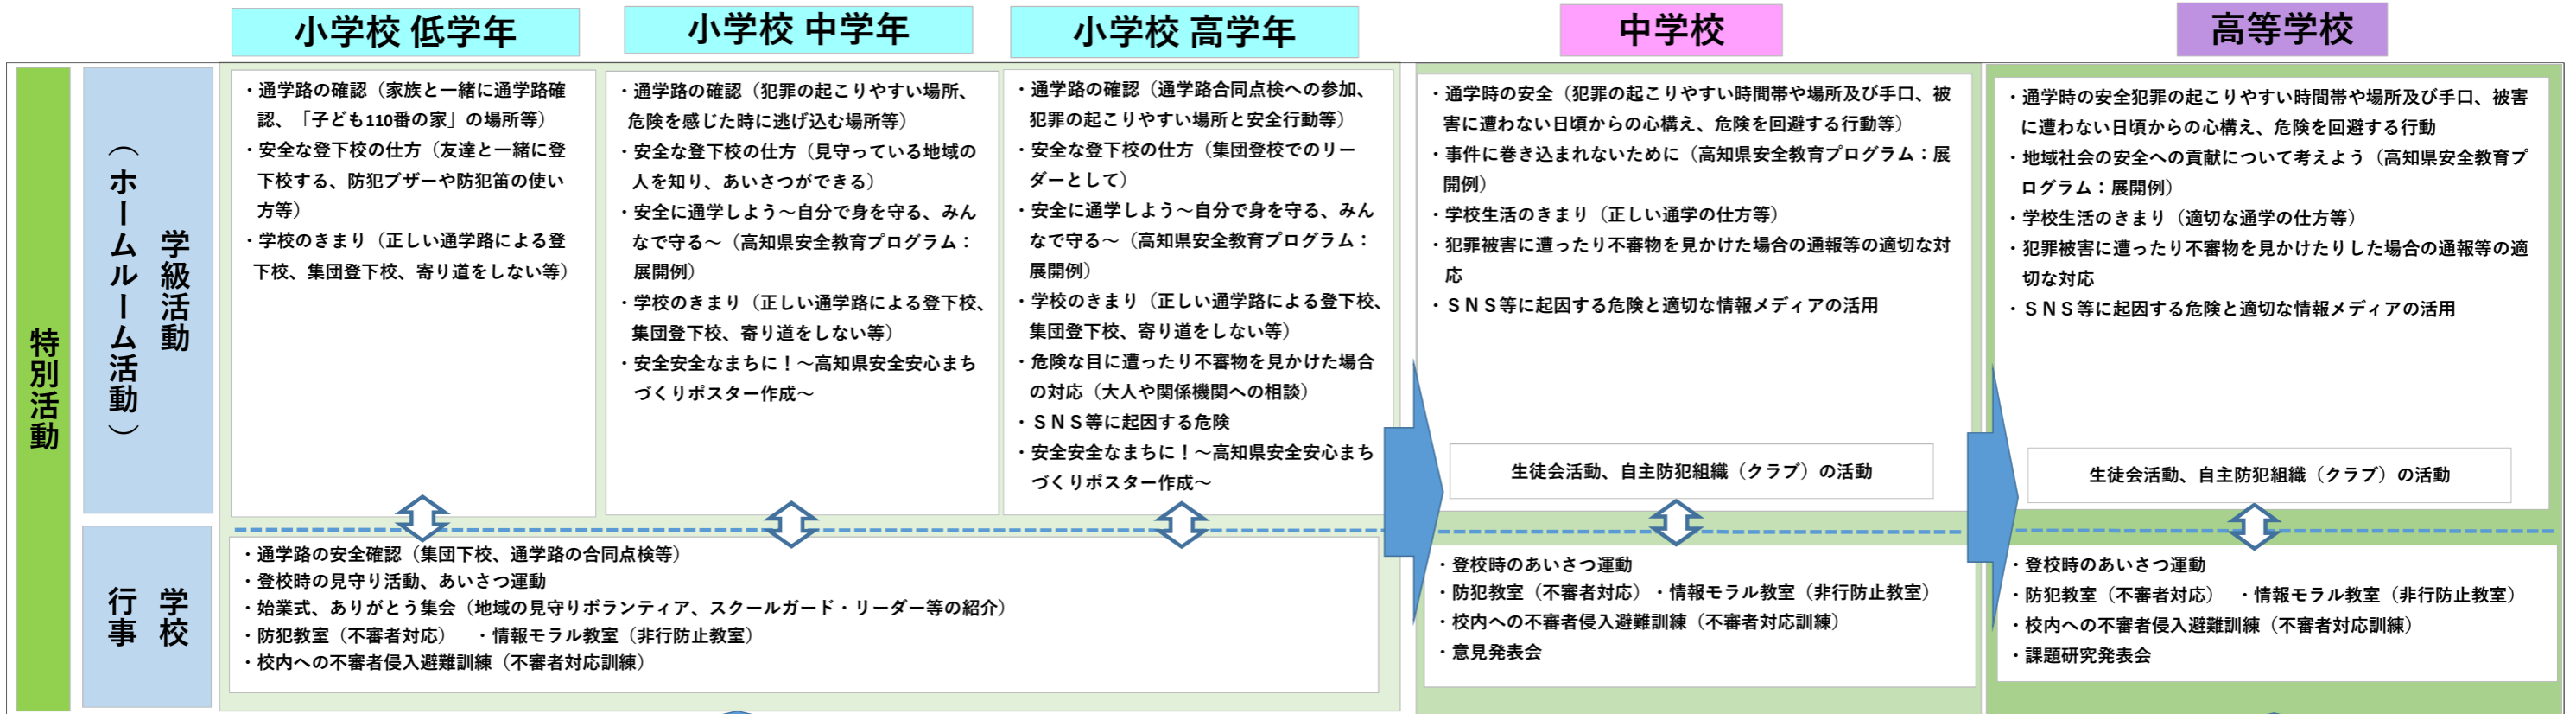 小学校 低学年
小学校 中学年
小学校 高学年
中学校
高等学校
特別活動
学級活動
（ホームルーム活動）
・通学路の確認（家族と一緒に通学路確
認、「子ども110番の家」の場所等）
・安全な登下校の仕方（友達と一緒に登
下校する、防犯ブザーや防犯笛の使い
方等）
・学校のきまり（正しい通学路による登
下校、集団登下校、寄り道をしない等）
・通学路の確認（犯罪の起こりやすい場所、
危険を感じた時に逃げ込む場所等）
・安全な登下校の仕方（見守っている地域の
人を知り、あいさつができる）
・安全に通学しよう～自分で身を守る、みん
なで守る～（高知県安全教育プログラム：
展開例）
・学校のきまり（正しい通学路による登下校、
集団登下校、寄り道をしない等）
・安全安全なまちに！～高知県安全安心まち
づくりポスター作成～
・通学路の確認（通学路合同点検への参加、
犯罪の起こりやすい場所と安全行動等）
・安全な登下校の仕方（集団登校でのリー
ダーとして）
・安全に通学しよう～自分で身を守る、みん
なで守る～（高知県安全教育プログラム：
展開例）
・学校のきまり（正しい通学路による登下校、
集団登下校、寄り道をしない等）
・危険な目に遭ったり不審物を見かけた場合
の対応（大人や関係機関への相談）
・ＳＮＳ等に起因する危険
・安全安全なまちに！～高知県安全安心まち
づくりポスター作成～
・通学時の安全（犯罪の起こりやすい時間帯や場所及び手口、被
害に遭わない日頃からの心構え、危険を回避する行動等）
・事件に巻き込まれないために（高知県安全教育プログラム：展
開例）
・学校生活のきまり（正しい通学の仕方等）
・犯罪被害に遭ったり不審物を見かけた場合の通報等の適切な対
応
・ＳＮＳ等に起因する危険と適切な情報メディアの活用
生徒会活動、自主防犯組織（クラブ）の活動
・通学時の安全犯罪の起こりやすい時間帯や場所及び手口、被害
に遭わない日頃からの心構え、危険を回避する行動
・地域社会の安全への貢献について考えよう（高知県安全教育プ
ログラム：展開例）
・学校生活のきまり（適切な通学の仕方等）
・犯罪被害に遭ったり不審物を見かけたりした場合の通報等の適
切な対応
・ＳＮＳ等に起因する危険と適切な情報メディアの活用
生徒会活動、自主防犯組織（クラブ）の活動
学校
行事
・通学路の安全確認（集団下校、通学路の合同点検等）
・登校時の見守り活動、あいさつ運動
・始業式、ありがとう集会（地域の見守りボランティア、スクールガード・リーダー等の紹介）
・防犯教室（不審者対応）　・情報モラル教室（非行防止教室）
・校内への不審者侵入避難訓練（不審者対応訓練）
・登校時のあいさつ運動
・防犯教室（不審者対応）・情報モラル教室（非行防止教室）
・校内への不審者侵入避難訓練（不審者対応訓練）
・意見発表会
・登校時のあいさつ運動
・防犯教室（不審者対応）　・情報モラル教室（非行防止教室）
・校内への不審者侵入避難訓練（不審者対応訓練）
・課題研究発表会